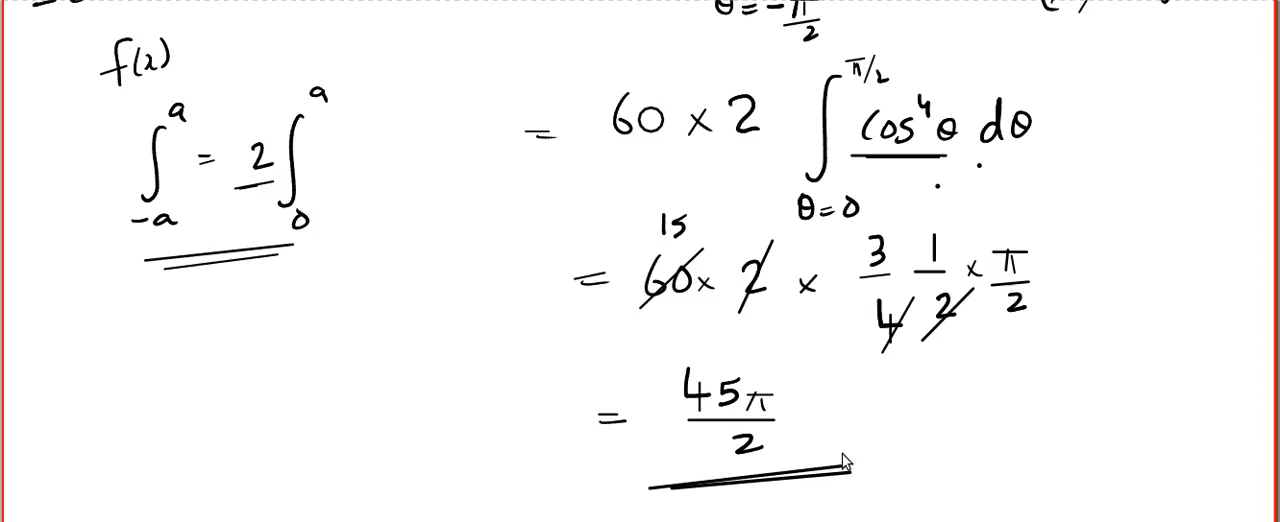 θ = -π/2
f(x)
∫_{-a}^{a} = 2 ∫_{0}^{a}
= 60 × 2 ∫_{θ=0}^{π/2} cos⁴θ dθ
15
= 60 × 2 × 3/4 1/2 × π/2
= 45π/2